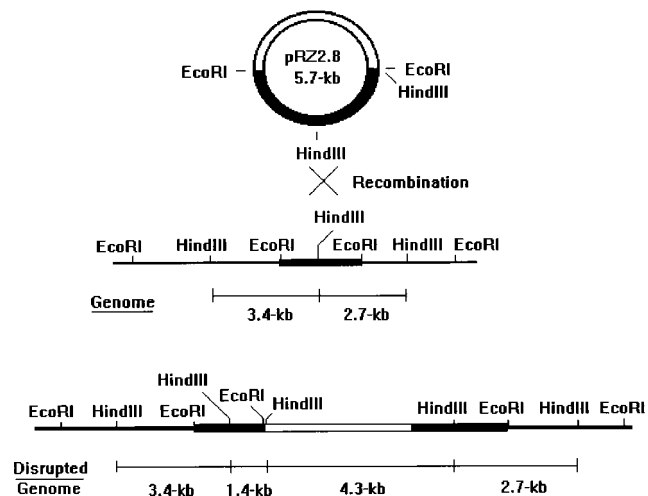 pRZ2.8
5.7-kb
EcoRI
EcoRI
HindIII
HindIII
Recombination
HindIII
EcoRI HindIII EcoRI EcoRI HindIII EcoRI
Genome
3.4-kb 2.7-kb
HindIII EcoRI HindIII
EcoRI HindIII EcoRI HindIII EcoRI HindIII EcoRI
Disrupted
Genome
3.4-kb 1.4-kb 4.3-kb 2.7-kb